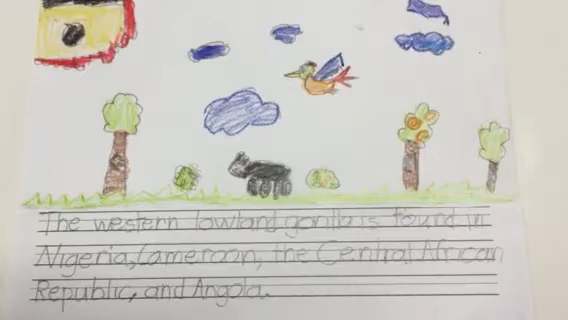 The western lowland gorilla is found in
Nigeria, Cameroon, the Central African
Republic, and Angola.